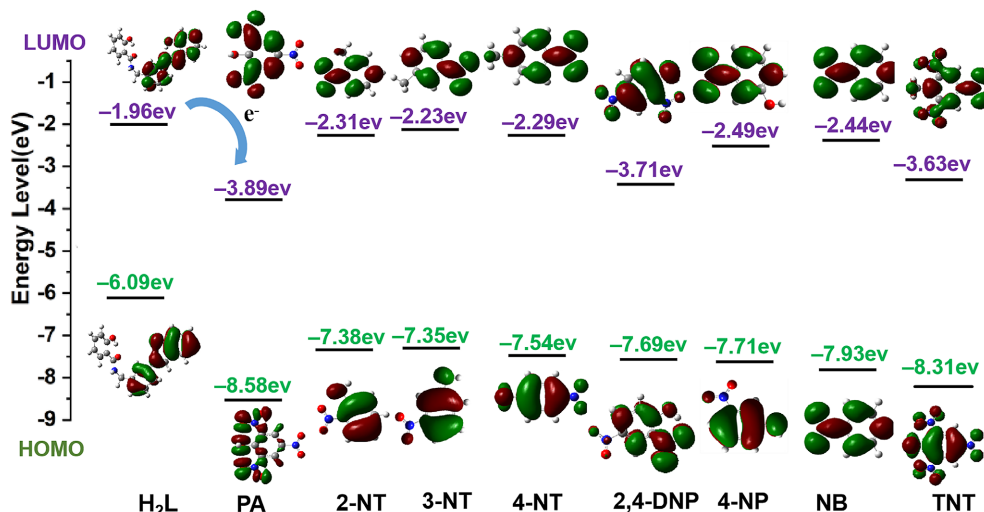 LUMO
−1.96ev
e-
−3.89ev
−2.31ev
−2.23ev
−2.29ev
−3.71ev
−2.49ev
−2.44ev
−3.63ev
Energy Level(eV)
-1
-2
-3
-4
-5
-6
-7
-8
-9
−6.09ev
−8.58ev
−7.38ev
−7.35ev
−7.54ev
−7.69ev
−7.71ev
−7.93ev
−8.31ev
HOMO
H₂L
PA
2-NT
3-NT
4-NT
2,4-DNP
4-NP
NB
TNT